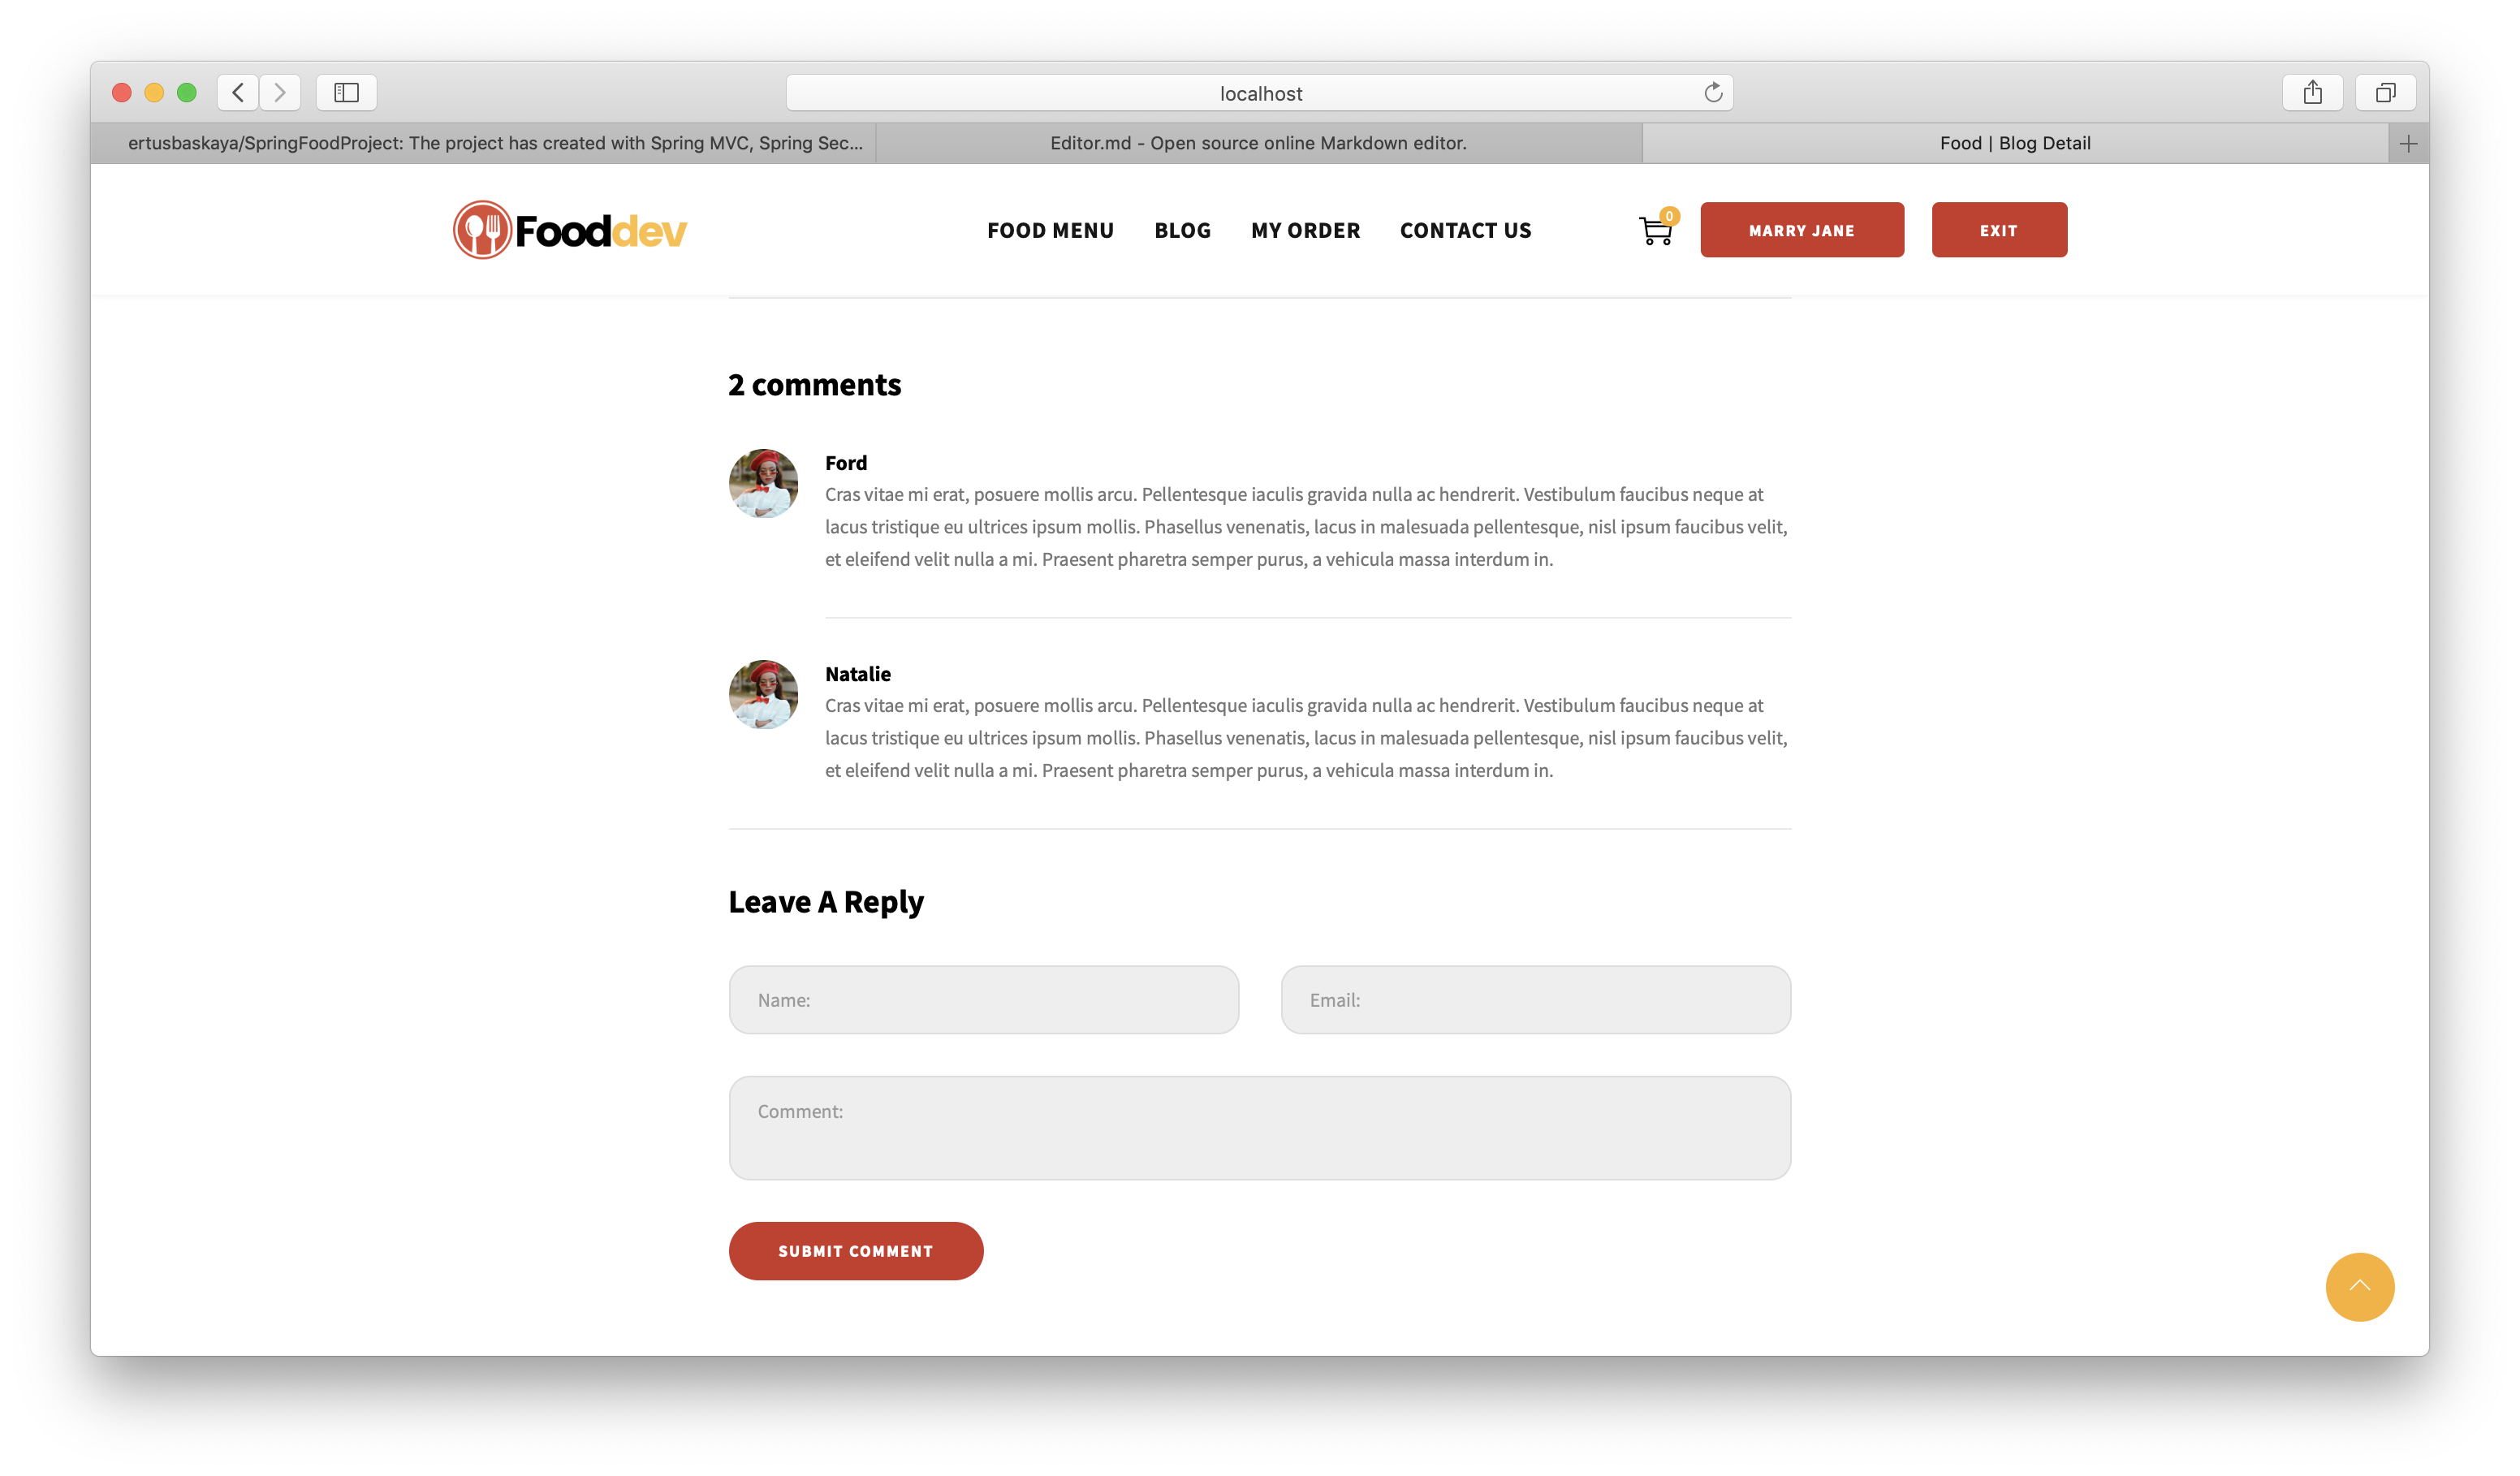 localhost
ertusbaskaya/SpringFoodProject: The project has created with Spring MVC, Spring Sec...
Editor.md - Open source online Markdown editor.
Food | Blog Detail
Fooddev
FOOD MENU
BLOG
MY ORDER
CONTACT US
0
MARRY JANE
EXIT
2 comments
Ford
Cras vitae mi erat, posuere mollis arcu. Pellentesque iaculis gravida nulla ac hendrerit. Vestibulum faucibus neque at
lacus tristique eu ultrices ipsum mollis. Phasellus venenatis, lacus in malesuada pellentesque, nisl ipsum faucibus velit,
et eleifend velit nulla a mi. Praesent pharetra semper purus, a vehicula massa interdum in.
Natalie
Cras vitae mi erat, posuere mollis arcu. Pellentesque iaculis gravida nulla ac hendrerit. Vestibulum faucibus neque at
lacus tristique eu ultrices ipsum mollis. Phasellus venenatis, lacus in malesuada pellentesque, nisl ipsum faucibus velit,
et eleifend velit nulla a mi. Praesent pharetra semper purus, a vehicula massa interdum in.
Leave A Reply
Name:
Email:
Comment:
SUBMIT COMMENT